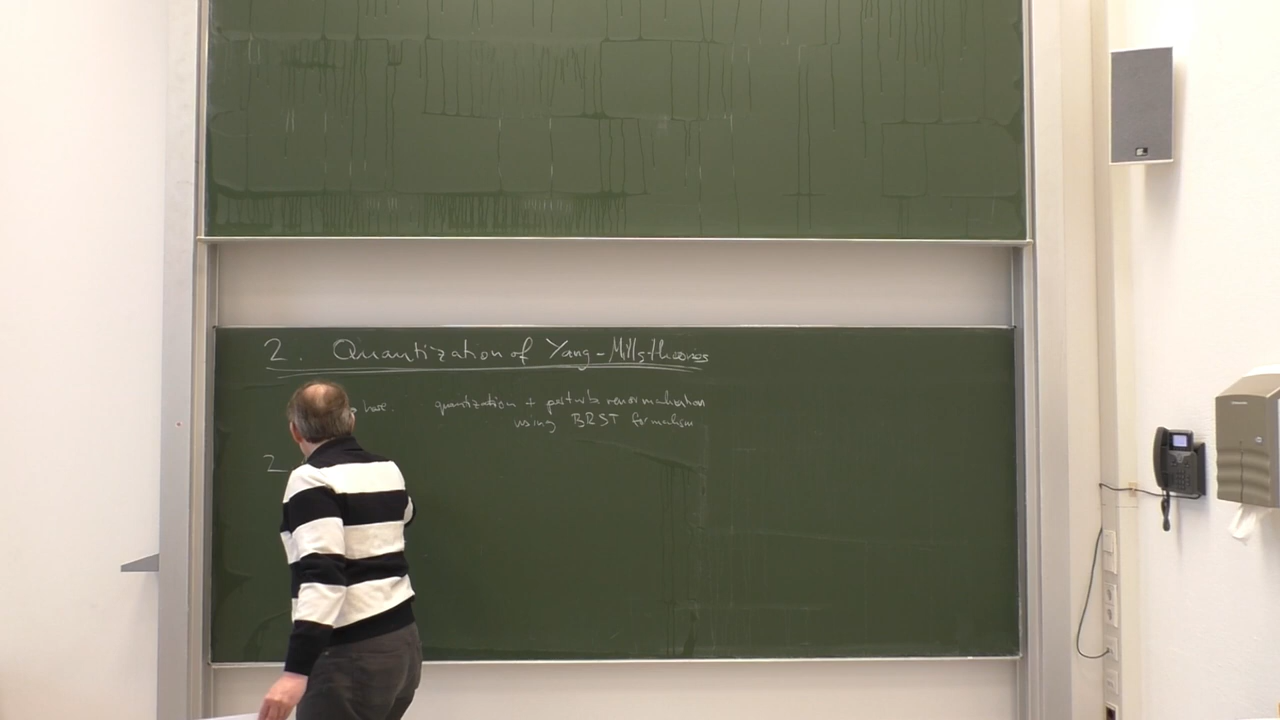 2. Quantization of Yang-Mills-theories
quantization + perturb. renormalization
using BRST formalism
2